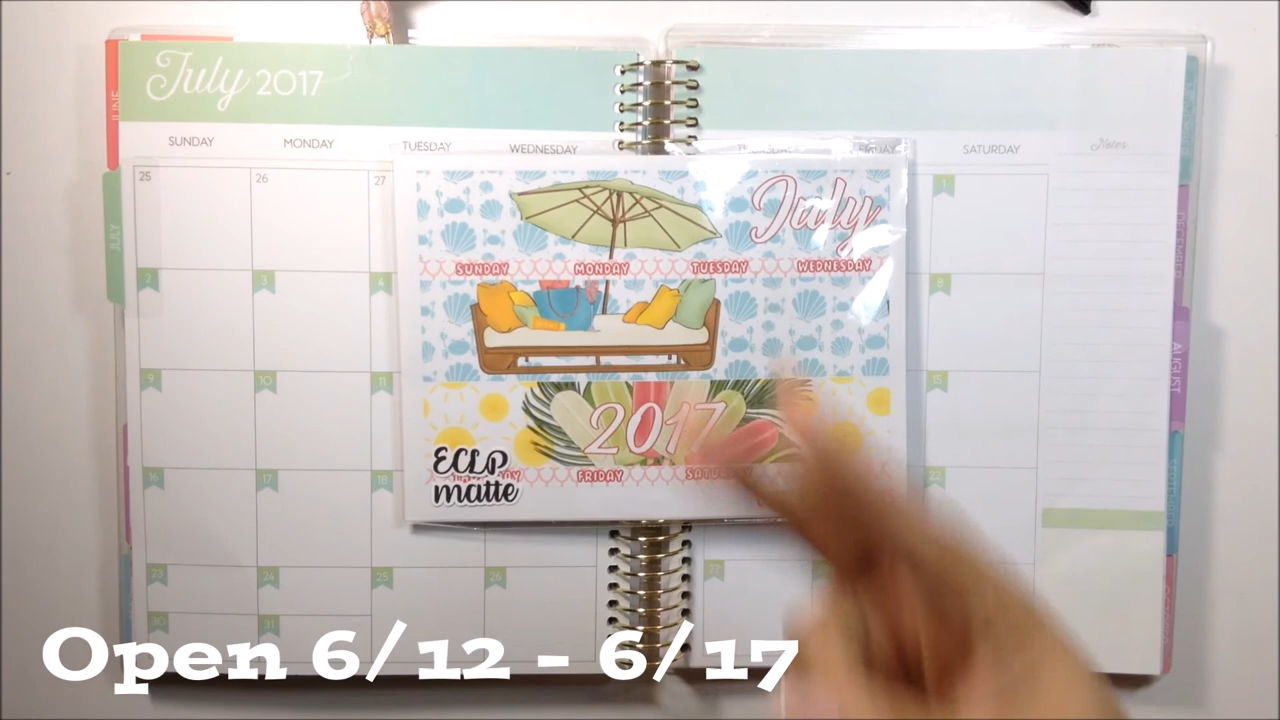 July 2017
JUNE
SUNDAY MONDAY TUESDAY WEDNESDAY SATURDAY Notes
25 26 27 1
July
JULY
SUNDAY MONDAY TUESDAY WEDNESDAY
2 3 4 8
AUGUST
9 10 11 15
2017
ECLP
matte
FRIDAY
16 17 18 22
23 24 25 26 27
30 31
Open 6/12 - 6/17